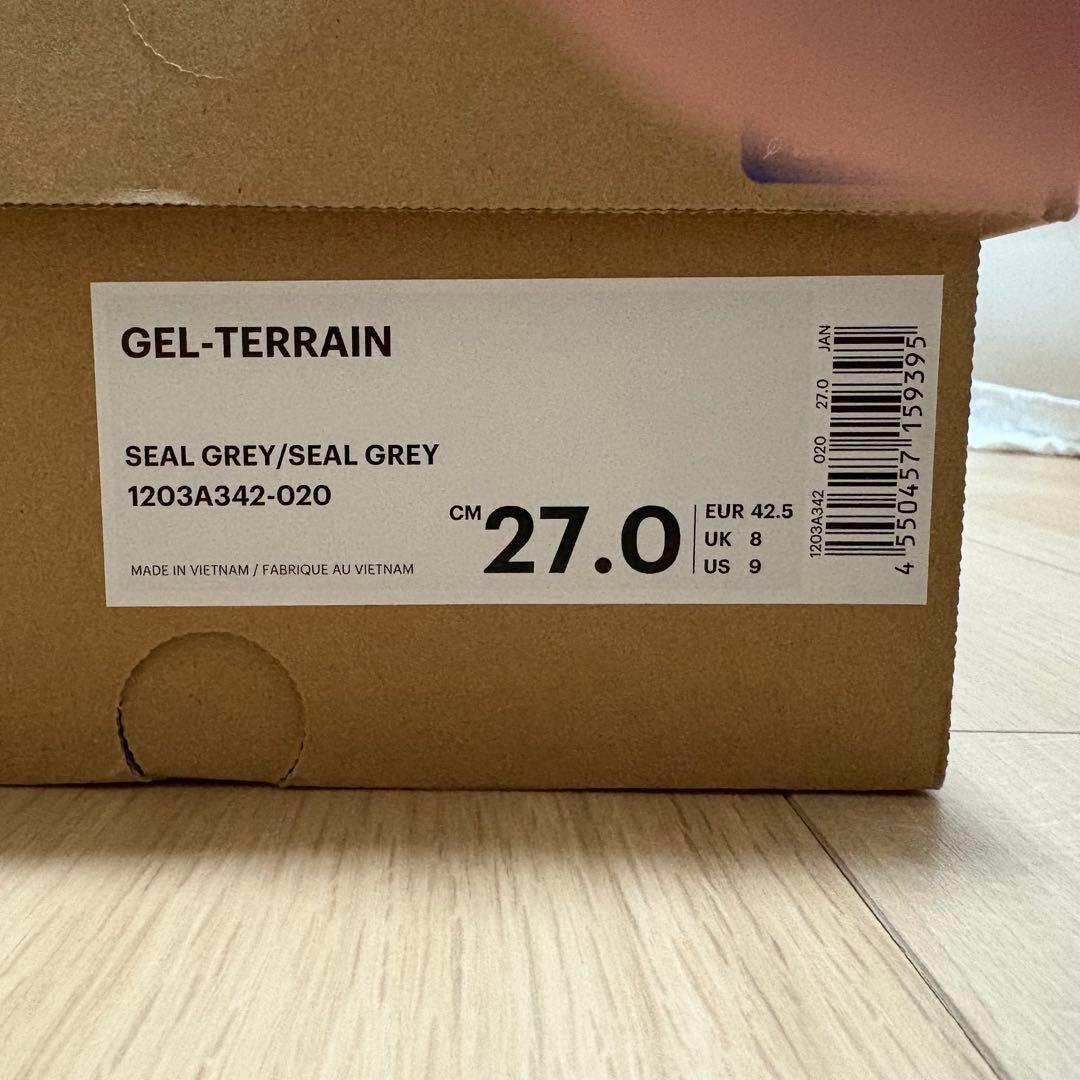 GEL-TERRAIN
SEAL GREY/SEAL GREY
1203A342-020
MADE IN VIETNAM / FABRIQUE AU VIETNAM
CM 27.0
EUR 42.5
UK 8
US 9
1203A342 020 27.0 JAN
4 550457 159395